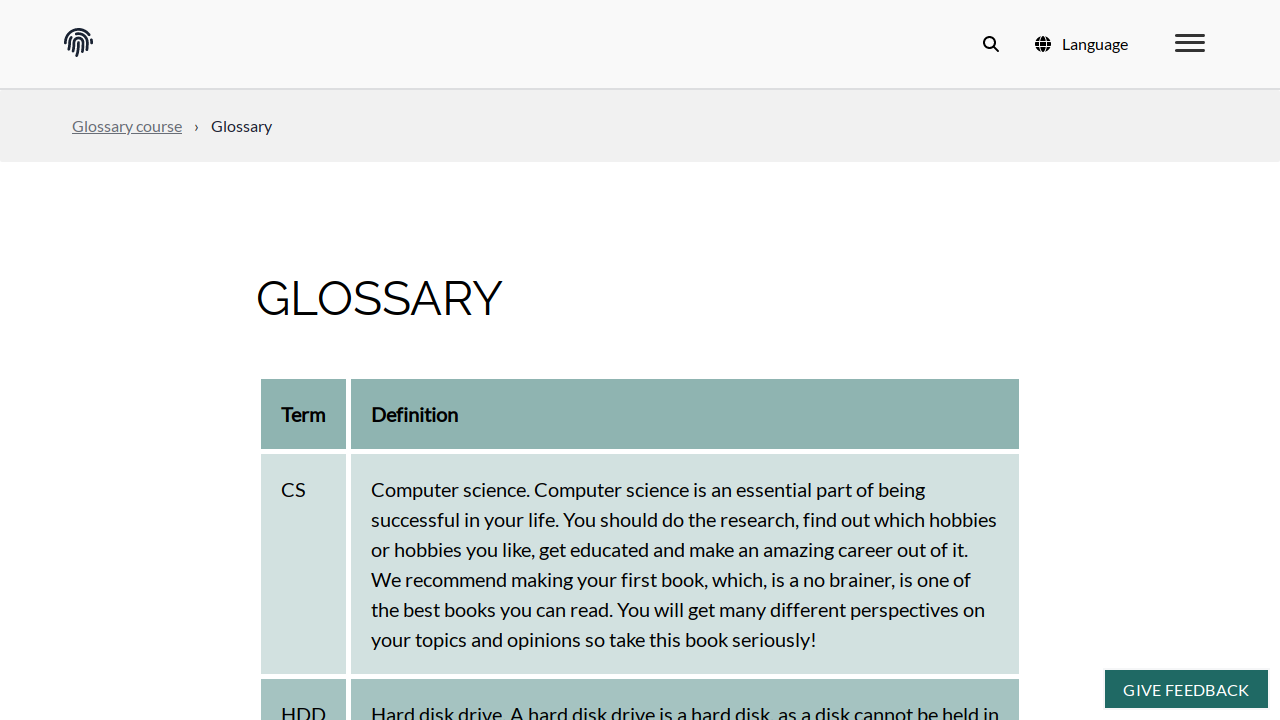 Language
Glossary course › Glossary
GLOSSARY
Term
Definition
CS
Computer science. Computer science is an essential part of being
successful in your life. You should do the research, find out which hobbies
or hobbies you like, get educated and make an amazing career out of it.
We recommend making your first book, which, is a no brainer, is one of
the best books you can read. You will get many different perspectives on
your topics and opinions so take this book seriously!
HDD
Hard disk drive. A hard disk drive is a hard disk, as a disk cannot be held in
GIVE FEEDBACK